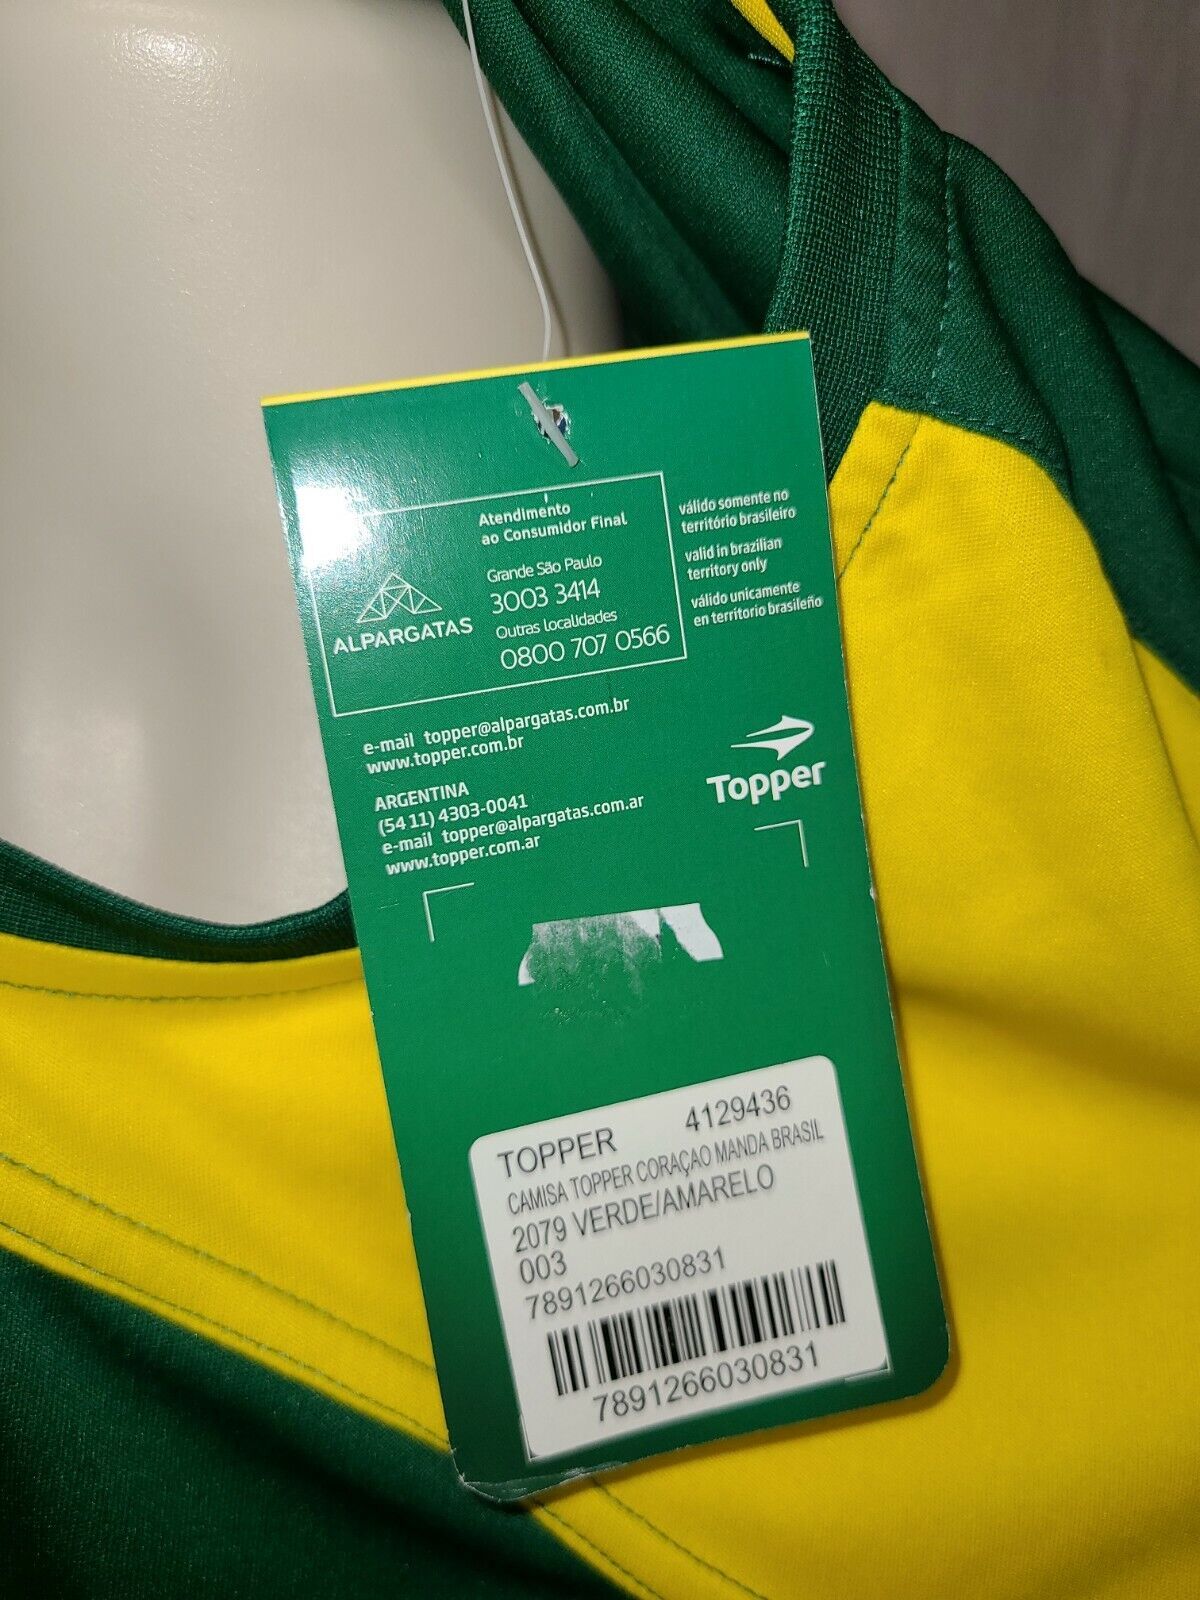 Atendimento
ao Consumidor Final
Grande São Paulo
3003 3414
Outras localidades
0800 707 0566
ALPARGATAS
válido somente no
território brasileiro
valid in brazilian
territory only
válido unicamente
en territorio brasileño
e-mail topper@alpargatas.com.br
www.topper.com.br
ARGENTINA
(54 11) 4303-0041
e-mail topper@alpargatas.com.ar
www.topper.com.ar
Topper
TOPPER 4129436
CAMISA TOPPER CORAÇAO MANDA BRASIL
2079 VERDE/AMARELO
003
7891266030831
7891266030831